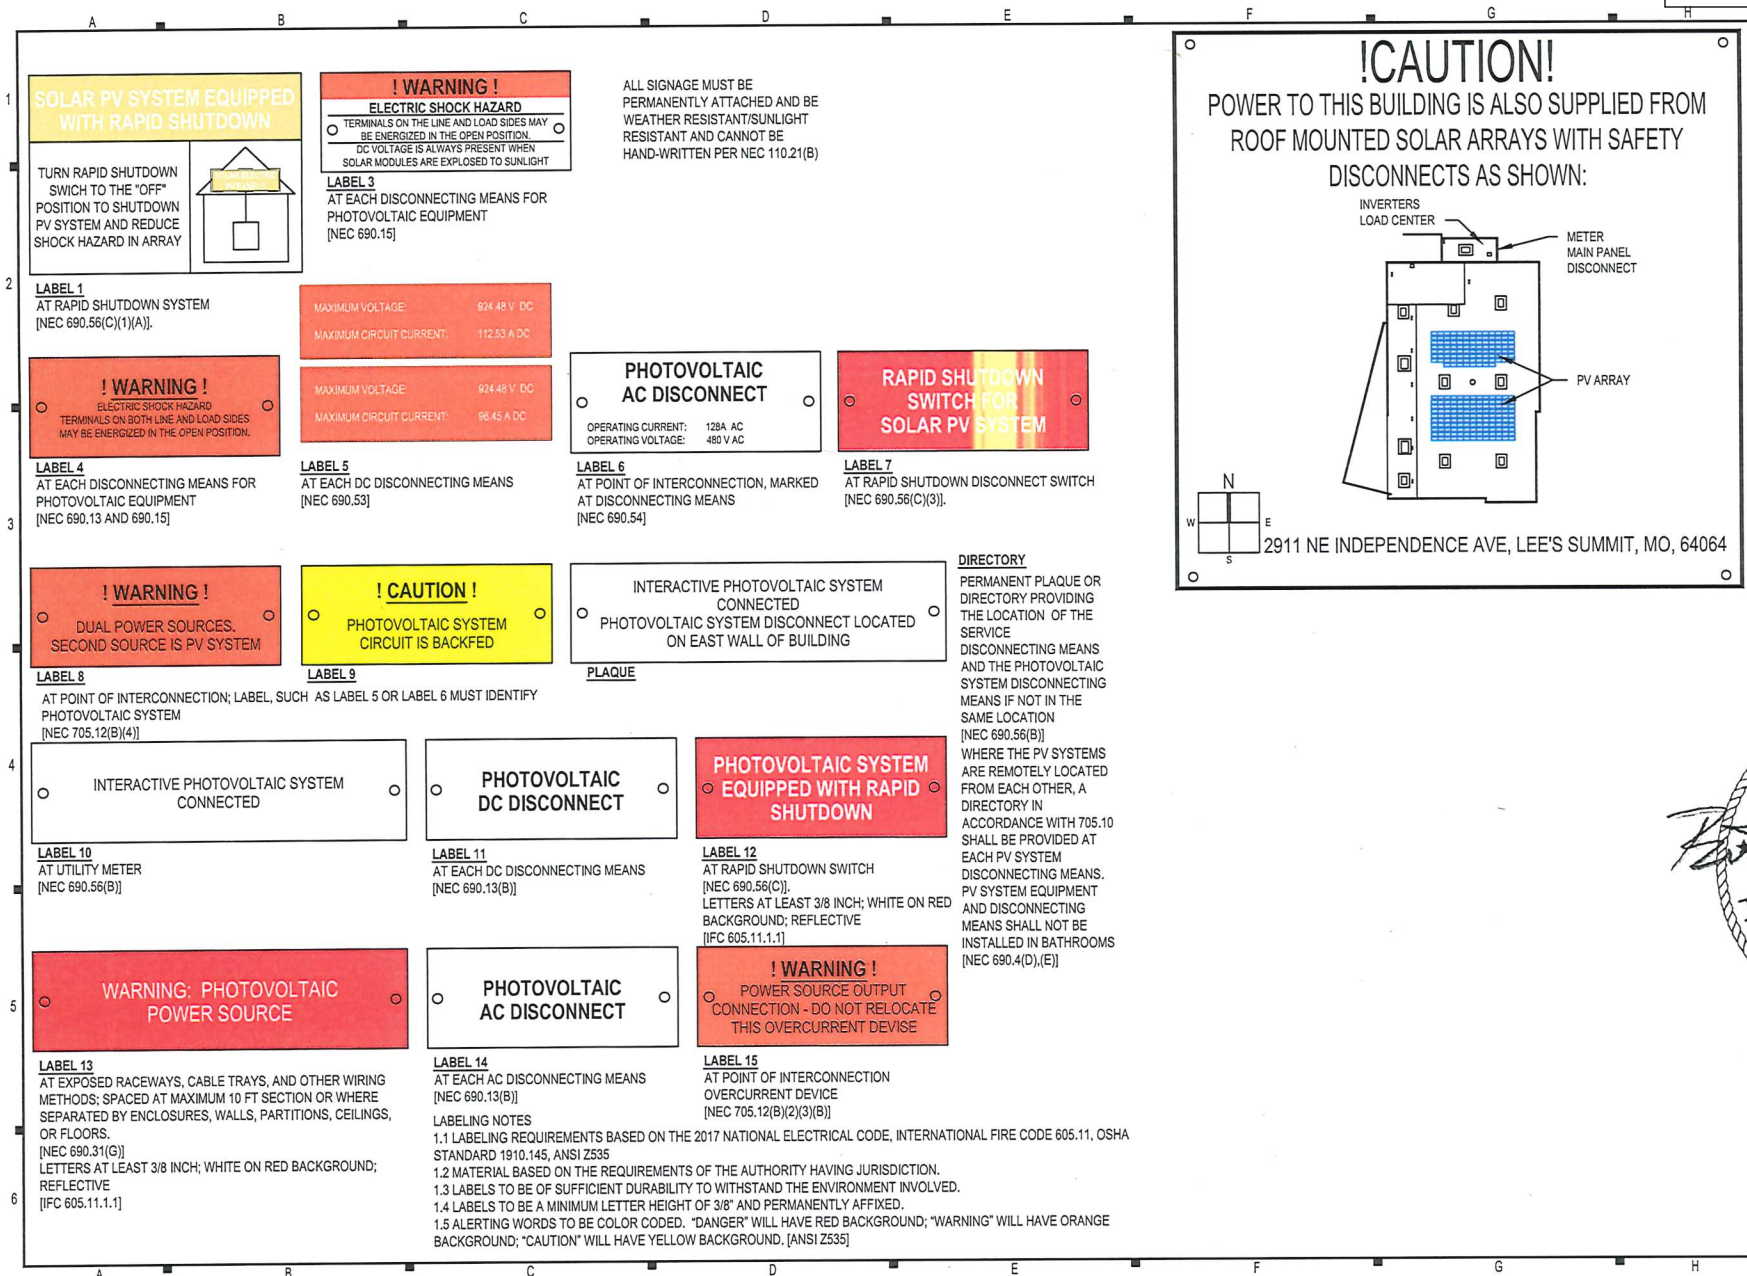 A B C D E F G H
1
SOLAR PV SYSTEM EQUIPPED
WITH RAPID SHUTDOWN
TURN RAPID SHUTDOWN
SWICH TO THE "OFF"
POSITION TO SHUTDOWN
PV SYSTEM AND REDUCE
SHOCK HAZARD IN ARRAY
LABEL 1
AT RAPID SHUTDOWN SYSTEM
[NEC 690.56(C)(1)(A)].
! WARNING !
ELECTRIC SHOCK HAZARD
TERMINALS ON THE LINE AND LOAD SIDES MAY
BE ENERGIZED IN THE OPEN POSITION.
DC VOLTAGE IS ALWAYS PRESENT WHEN
SOLAR MODULES ARE EXPLOSED TO SUNLIGHT
LABEL 3
AT EACH DISCONNECTING MEANS FOR
PHOTOVOLTAIC EQUIPMENT
[NEC 690.15]
ALL SIGNAGE MUST BE
PERMANENTLY ATTACHED AND BE
WEATHER RESISTANT/SUNLIGHT
RESISTANT AND CANNOT BE
HAND-WRITTEN PER NEC 110.21(B)
!CAUTION!
POWER TO THIS BUILDING IS ALSO SUPPLIED FROM
ROOF MOUNTED SOLAR ARRAYS WITH SAFETY
DISCONNECTS AS SHOWN:
INVERTERS
LOAD CENTER
METER
MAIN PANEL
DISCONNECT
PV ARRAY
N
W E
S
2911 NE INDEPENDENCE AVE, LEE'S SUMMIT, MO, 64064
2
! WARNING !
ELECTRIC SHOCK HAZARD
TERMINALS ON BOTH LINE AND LOAD SIDES
MAY BE ENERGIZED IN THE OPEN POSITION.
LABEL 4
AT EACH DISCONNECTING MEANS FOR
PHOTOVOLTAIC EQUIPMENT
[NEC 690.13 AND 690.15]
MAXIMUM VOLTAGE: 924.48 V DC
MAXIMUM CIRCUIT CURRENT: 112.53 A DC
MAXIMUM VOLTAGE: 924.48 V DC
MAXIMUM CIRCUIT CURRENT: 96.45 A DC
LABEL 5
AT EACH DC DISCONNECTING MEANS
[NEC 690.53]
PHOTOVOLTAIC
AC DISCONNECT
OPERATING CURRENT: 128A AC
OPERATING VOLTAGE: 480 V AC
LABEL 6
AT POINT OF INTERCONNECTION, MARKED
AT DISCONNECTING MEANS
[NEC 690.54]
RAPID SHUTDOWN
SWITCH FOR
SOLAR PV SYSTEM
LABEL 7
AT RAPID SHUTDOWN DISCONNECT SWITCH
[NEC 690.56(C)(3)].
3
! WARNING !
DUAL POWER SOURCES.
SECOND SOURCE IS PV SYSTEM
LABEL 8
! CAUTION !
PHOTOVOLTAIC SYSTEM
CIRCUIT IS BACKFED
LABEL 9
AT POINT OF INTERCONNECTION; LABEL, SUCH AS LABEL 5 OR LABEL 6 MUST IDENTIFY
PHOTOVOLTAIC SYSTEM
[NEC 705.12(B)(4)]
INTERACTIVE PHOTOVOLTAIC SYSTEM
CONNECTED
PHOTOVOLTAIC SYSTEM DISCONNECT LOCATED
ON EAST WALL OF BUILDING
PLAQUE
DIRECTORY
PERMANENT PLAQUE OR
DIRECTORY PROVIDING
THE LOCATION OF THE
SERVICE
DISCONNECTING MEANS
AND THE PHOTOVOLTAIC
SYSTEM DISCONNECTING
MEANS IF NOT IN THE
SAME LOCATION
[NEC 690.56(B)]
WHERE THE PV SYSTEMS
ARE REMOTELY LOCATED
FROM EACH OTHER, A
DIRECTORY IN
ACCORDANCE WITH 705.10
SHALL BE PROVIDED AT
EACH PV SYSTEM
DISCONNECTING MEANS.
PV SYSTEM EQUIPMENT
AND DISCONNECTING
MEANS SHALL NOT BE
INSTALLED IN BATHROOMS
[NEC 690.4(D),(E)]
4
INTERACTIVE PHOTOVOLTAIC SYSTEM
CONNECTED
LABEL 10
AT UTILITY METER
[NEC 690.56(B)]
PHOTOVOLTAIC
DC DISCONNECT
LABEL 11
AT EACH DC DISCONNECTING MEANS
[NEC 690.13(B)]
PHOTOVOLTAIC SYSTEM
EQUIPPED WITH RAPID
SHUTDOWN
LABEL 12
AT RAPID SHUTDOWN SWITCH
[NEC 690.56(C)].
LETTERS AT LEAST 3/8 INCH; WHITE ON RED
BACKGROUND; REFLECTIVE
[IFC 605.11.1.1]
5
WARNING: PHOTOVOLTAIC
POWER SOURCE
LABEL 13
AT EXPOSED RACEWAYS, CABLE TRAYS, AND OTHER WIRING
METHODS; SPACED AT MAXIMUM 10 FT SECTION OR WHERE
SEPARATED BY ENCLOSURES, WALLS, PARTITIONS, CEILINGS,
OR FLOORS.
[NEC 690.31(G)]
LETTERS AT LEAST 3/8 INCH; WHITE ON RED BACKGROUND;
REFLECTIVE
[IFC 605.11.1.1]
PHOTOVOLTAIC
AC DISCONNECT
LABEL 14
AT EACH AC DISCONNECTING MEANS
[NEC 690.13(B)]
! WARNING !
POWER SOURCE OUTPUT
CONNECTION - DO NOT RELOCATE
THIS OVERCURRENT DEVISE
LABEL 15
AT POINT OF INTERCONNECTION
OVERCURRENT DEVICE
[NEC 705.12(B)(2)(3)(B)]
6
LABELING NOTES
1.1 LABELING REQUIREMENTS BASED ON THE 2017 NATIONAL ELECTRICAL CODE, INTERNATIONAL FIRE CODE 605.11, OSHA
STANDARD 1910.145, ANSI Z535
1.2 MATERIAL BASED ON THE REQUIREMENTS OF THE AUTHORITY HAVING JURISDICTION.
1.3 LABELS TO BE OF SUFFICIENT DURABILITY TO WITHSTAND THE ENVIRONMENT INVOLVED.
1.4 LABELS TO BE A MINIMUM LETTER HEIGHT OF 3/8" AND PERMANENTLY AFFIXED.
1.5 ALERTING WORDS TO BE COLOR CODED. "DANGER" WILL HAVE RED BACKGROUND; "WARNING" WILL HAVE ORANGE
BACKGROUND; "CAUTION" WILL HAVE YELLOW BACKGROUND. [ANSI Z535]
A B C D E F G H